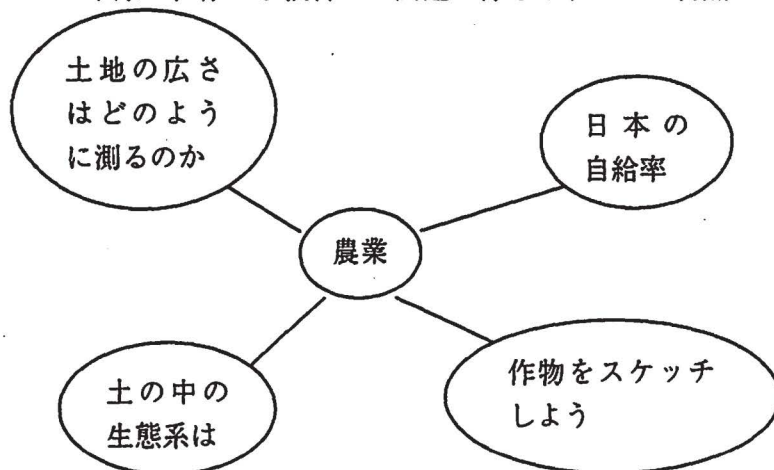 土地の広さ
はどのよう
に測るのか
日本の
自給率
農業
土の中の
生態系は
作物をスケッチ
しよう